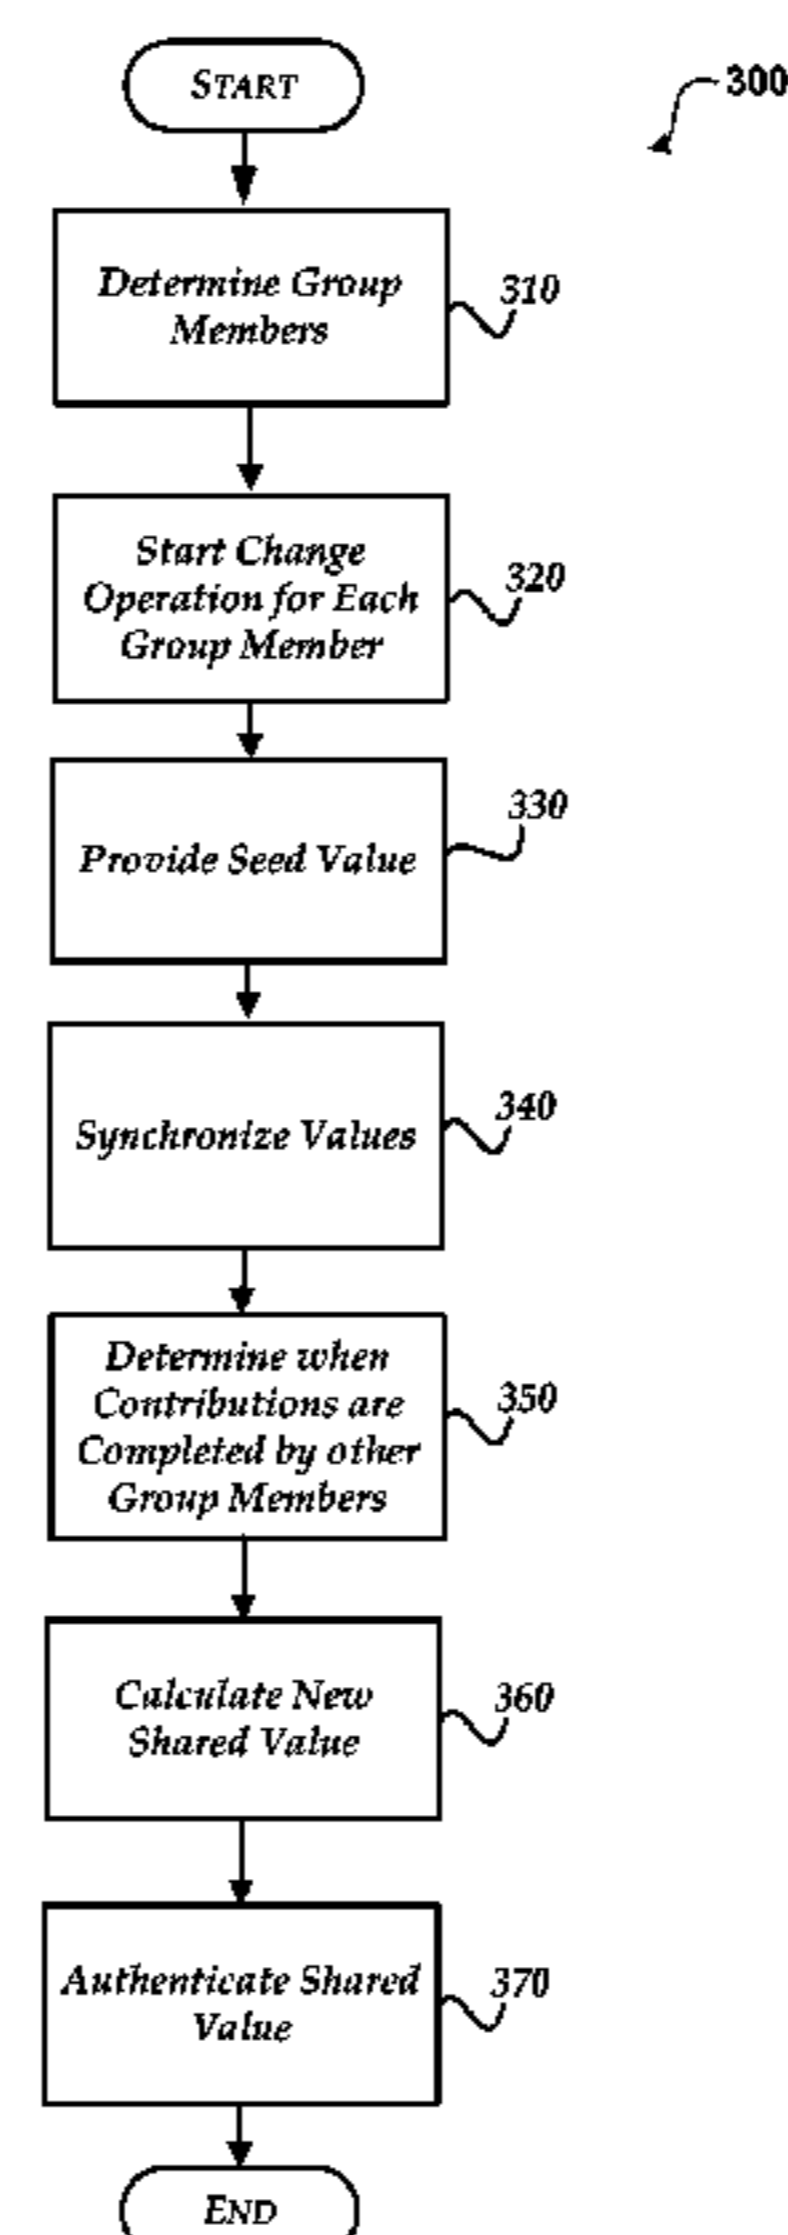 START
300
Determine Group
Members
310
Start Change
Operation for Each
Group Member
320
Provide Seed Value
330
Synchronize Values
340
Determine when
Contributions are
Completed by other
Group Members
350
Calculate New
Shared Value
360
Authenticate Shared
Value
370
END